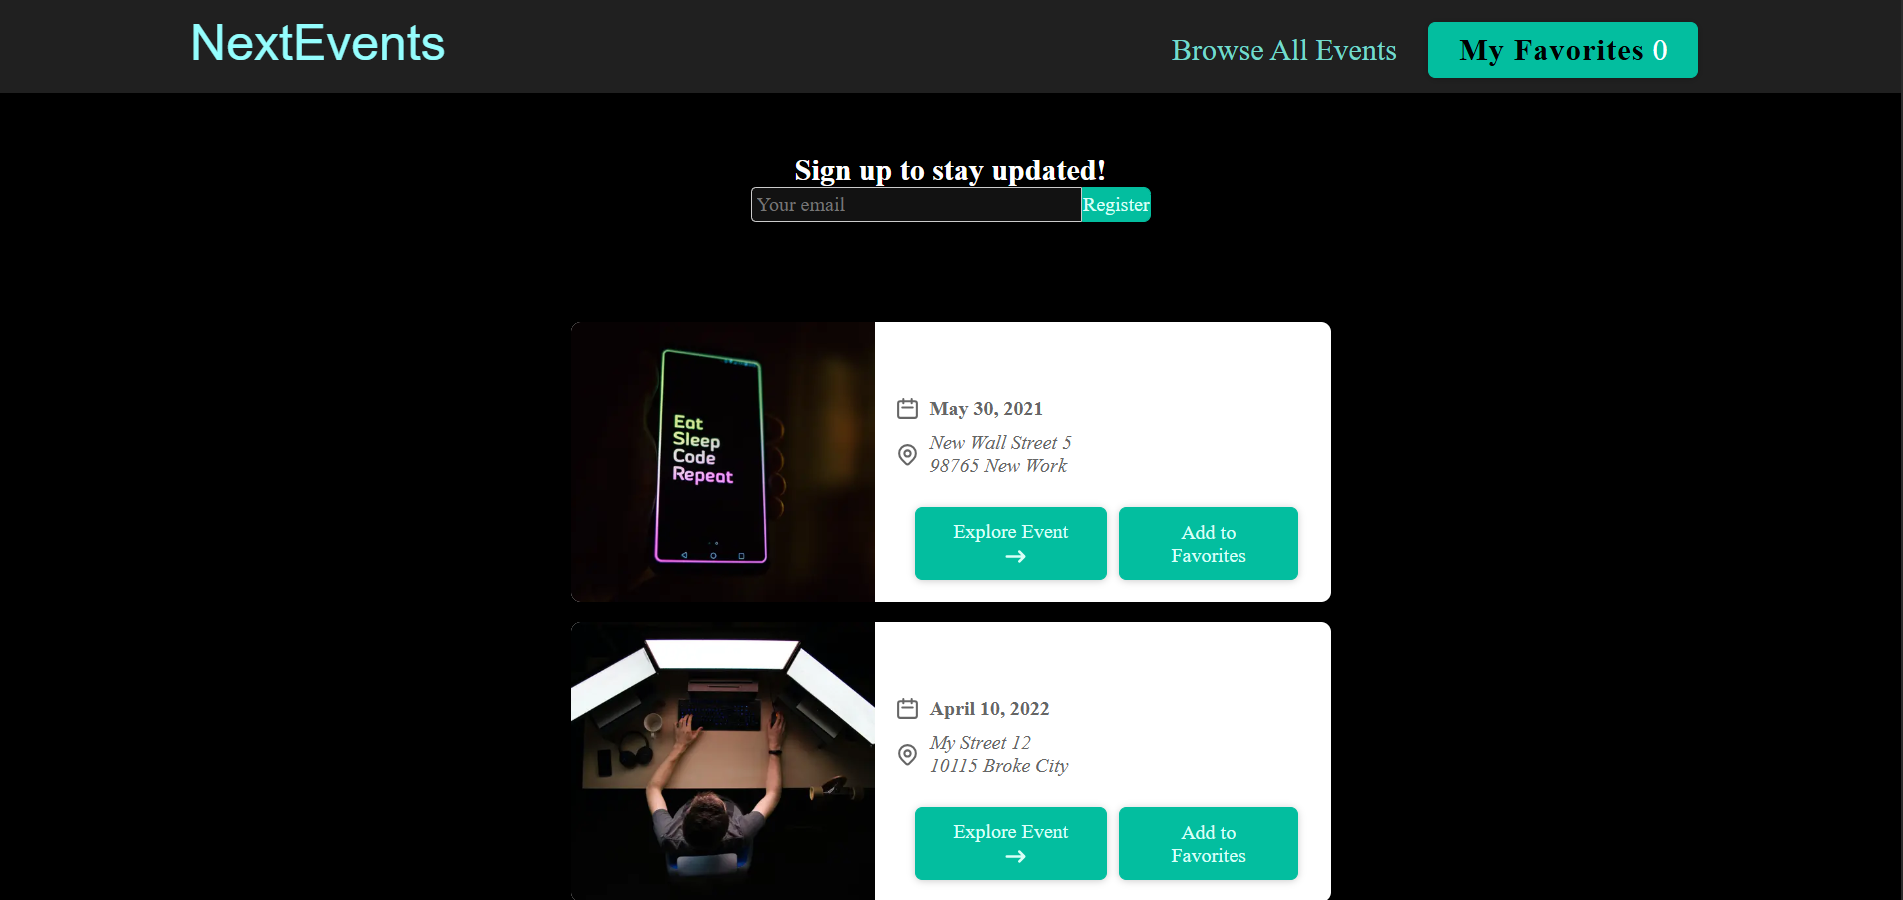 NextEvents
Browse All Events
My Favorites 0
Sign up to stay updated!
Your email
Register
Eat
Sleep
Code
Repeat
May 30, 2021
New Wall Street 5
98765 New Work
Explore Event
Add to
Favorites
April 10, 2022
My Street 12
10115 Broke City
Explore Event
Add to
Favorites